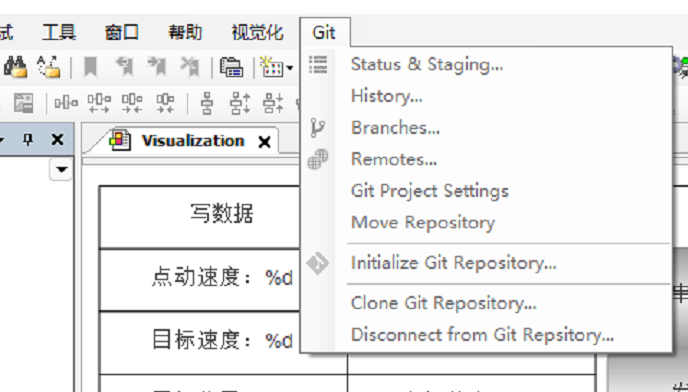 试 工具 窗口 帮助 视觉化 Git
Status & Staging...
History...
Branches...
Remotes...
Git Project Settings
Move Repository
Initialize Git Repository...
Clone Git Repository...
Disconnect from Git Repsitory...
Visualization
写数据
点动速度：%d
目标速度：%d
串